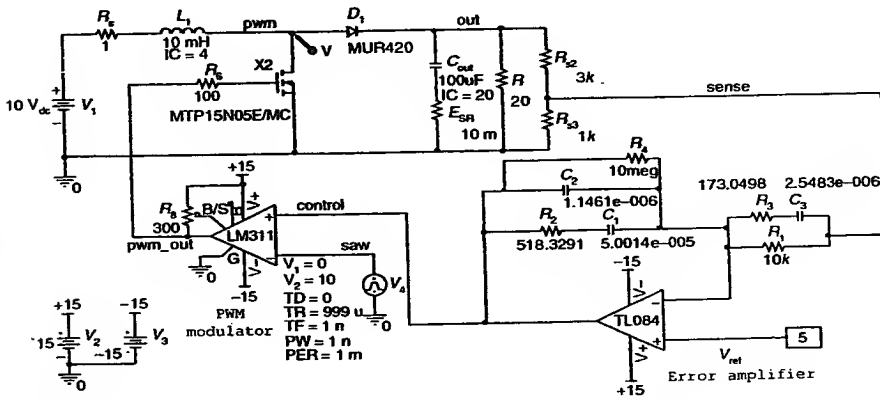 R_s
1
L_1
10 mH
IC = 4
pwm
D_1
MUR420
out
V
X2
R_6
100
MTP15N05E/MC
C_out
100uF
IC = 20
E_SR
10 m
R
20
R_s2
3k
sense
R_s3
1k
10 V_dc
+
−
V_1
0
+15
R_8
300
B/S
V+
LM311
+
−
G
V−
0
−15
pwm_out
PWM
modulator
control
saw
V_1 = 0
V_2 = 10
TD = 0
TR = 999 u
TF = 1 n
PW = 1 n
PER = 1 m
V_4
0
R_4
10meg
C_2
1.1461e−006
R_2
518.3291
C_1
5.0014e−005
173.0498
2.5483e−006
R_3
C_3
R_1
10k
−15
V−
TL084
−
+
V+
+15
V_ref
5
Error amplifier
+15
15
V_2
0
−15
−15
V_3